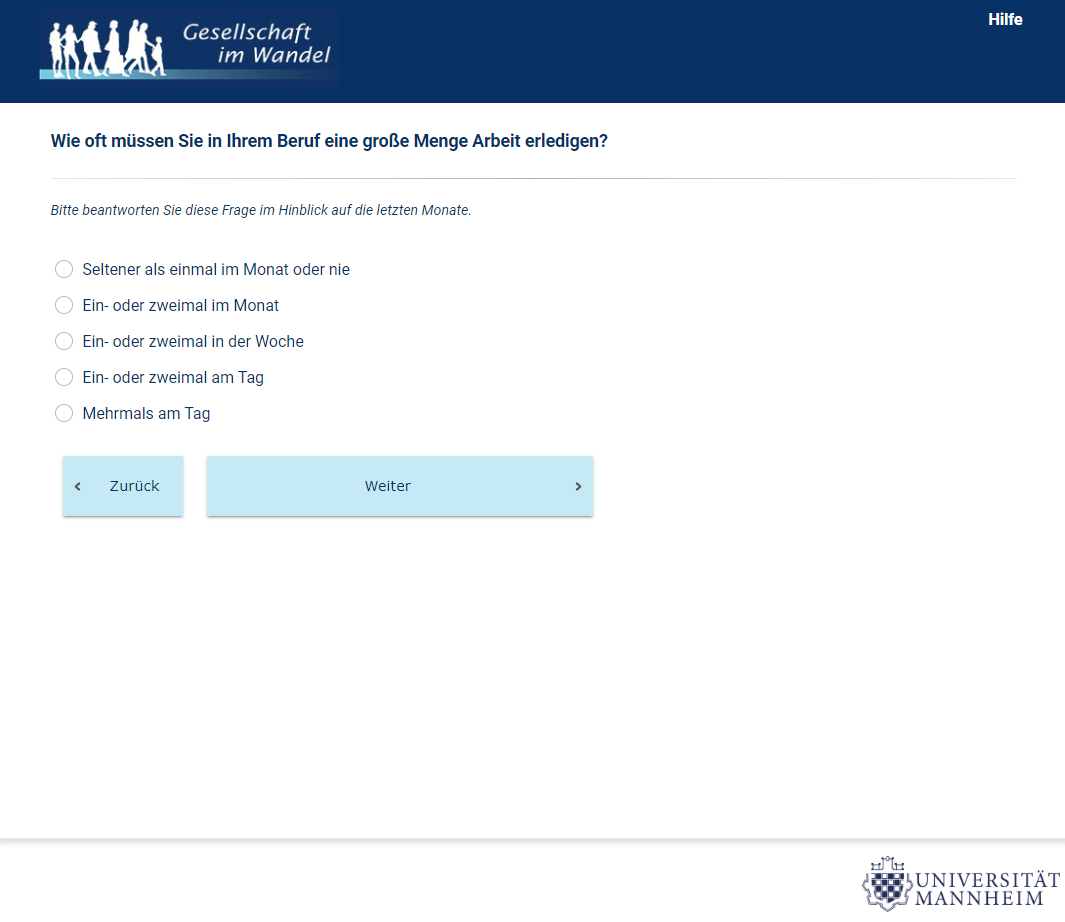 Gesellschaft
im Wandel
Hilfe
Wie oft müssen Sie in Ihrem Beruf eine große Menge Arbeit erledigen?
Bitte beantworten Sie diese Frage im Hinblick auf die letzten Monate.
Seltener als einmal im Monat oder nie
Ein- oder zweimal im Monat
Ein- oder zweimal in der Woche
Ein- oder zweimal am Tag
Mehrmals am Tag
Zurück
Weiter
UNIVERSITÄT
MANNHEIM